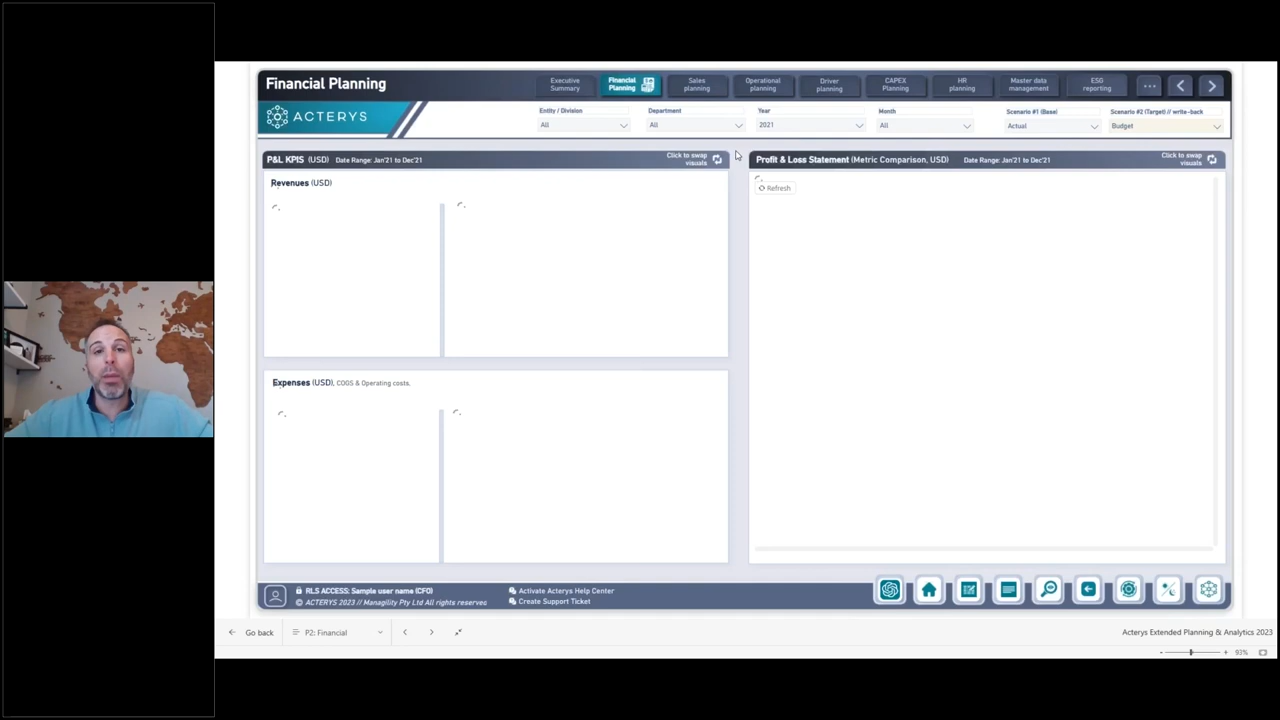 Financial Planning
Executive Summary
Financial Planning
Sales planning
Operational planning
Driver planning
CAPEX Planning
HR planning
Master data management
ESG reporting
ACTERYS
Entity / Division
All
Department
All
Year
2021
Month
All
Scenario #1 (Base)
Actual
Scenario #2 (Target) // write-back
Budget
P&L KPIS (USD) Date Range: Jan'21 to Dec'21
Click to swap visuals
Profit & Loss Statement (Metric Comparison, USD) Date Range: Jan'21 to Dec'21
Click to swap visuals
Revenues (USD)
Refresh
Expenses (USD), COGS & Operating costs.
RLS ACCESS: Sample user name (CFO)
© ACTERYS 2023 // Managility Pty Ltd All rights reservec
Activate Acterys Help Center
Create Support Ticket
Go back
P2: Financial
Acterys Extended Planning & Analytics 2023
- + 93%